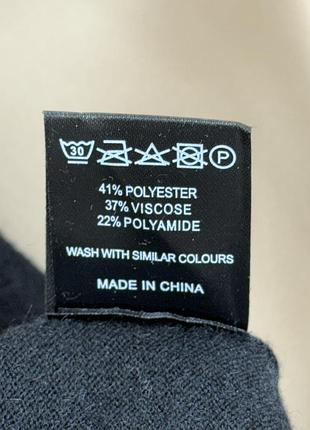 30 P
41% POLYESTER
37% VISCOSE
22% POLYAMIDE
WASH WITH SIMILAR COLOURS
MADE IN CHINA